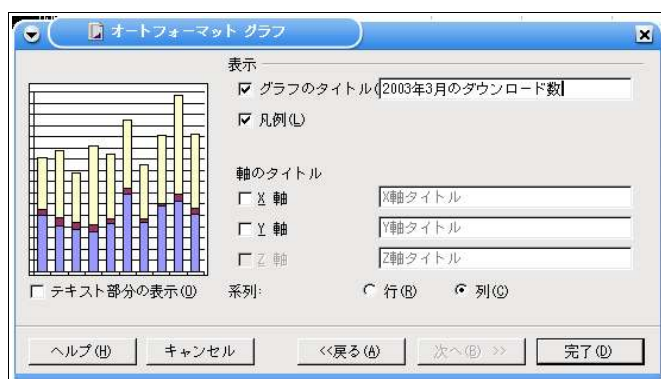 オートフォーマット グラフ
表示
グラフのタイトル(
2003年3月のダウンロード数
凡例(L)
軸のタイトル
X 軸
X軸タイトル
Y 軸
Y軸タイトル
Z 軸
Z軸タイトル
テキスト部分の表示(O)
系列:
行(R)
列(C)
ヘルプ(H)
キャンセル
<<戻る(A)
次へ(B) >>
完了(D)